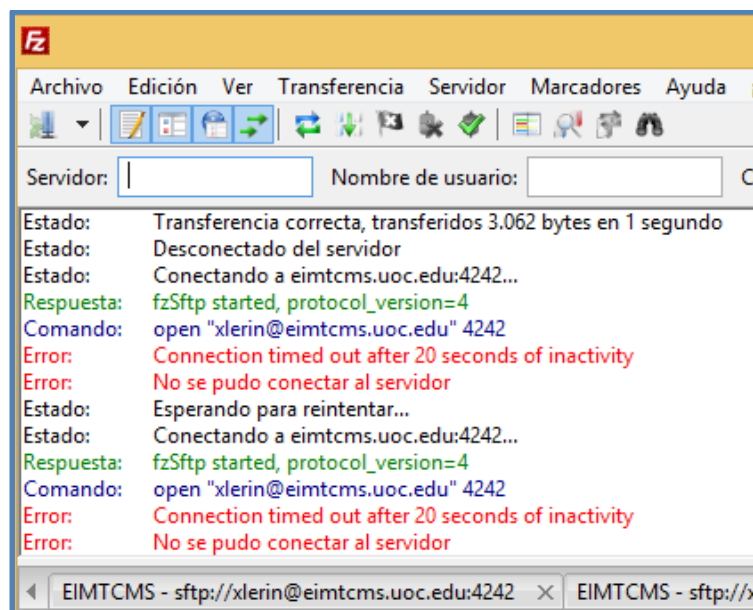 Fz
Archivo Edición Ver Transferencia Servidor Marcadores Ayuda
Servidor: Nombre de usuario: C
Estado: Transferencia correcta, transferidos 3.062 bytes en 1 segundo
Estado: Desconectado del servidor
Estado: Conectando a eimtcms.uoc.edu:4242...
Respuesta: fzSftp started, protocol_version=4
Comando: open "xlerin@eimtcms.uoc.edu" 4242
Error: Connection timed out after 20 seconds of inactivity
Error: No se pudo conectar al servidor
Estado: Esperando para reintentar...
Estado: Conectando a eimtcms.uoc.edu:4242...
Respuesta: fzSftp started, protocol_version=4
Comando: open "xlerin@eimtcms.uoc.edu" 4242
Error: Connection timed out after 20 seconds of inactivity
Error: No se pudo conectar al servidor
EIMTCMS - sftp://xlerin@eimtcms.uoc.edu:4242 EIMTCMS - sftp://x